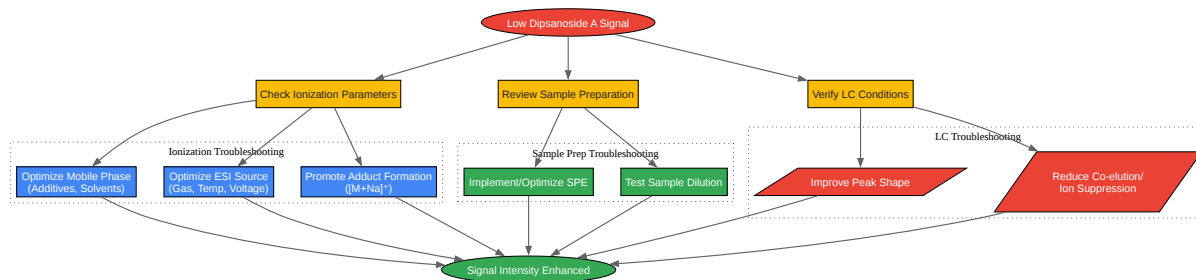 Low Dipsanoside A Signal
Check Ionization Parameters
Review Sample Preparation
Verify LC Conditions
Ionization Troubleshooting
Sample Prep Troubleshooting
LC Troubleshooting
Optimize Mobile Phase
(Additives, Solvents)
Optimize ESI Source
(Gas, Temp, Voltage)
Promote Adduct Formation
([M+Na]⁺)
Implement/Optimize SPE
Test Sample Dilution
Improve Peak Shape
Reduce Co-elution/
Ion Suppression
Signal Intensity Enhanced